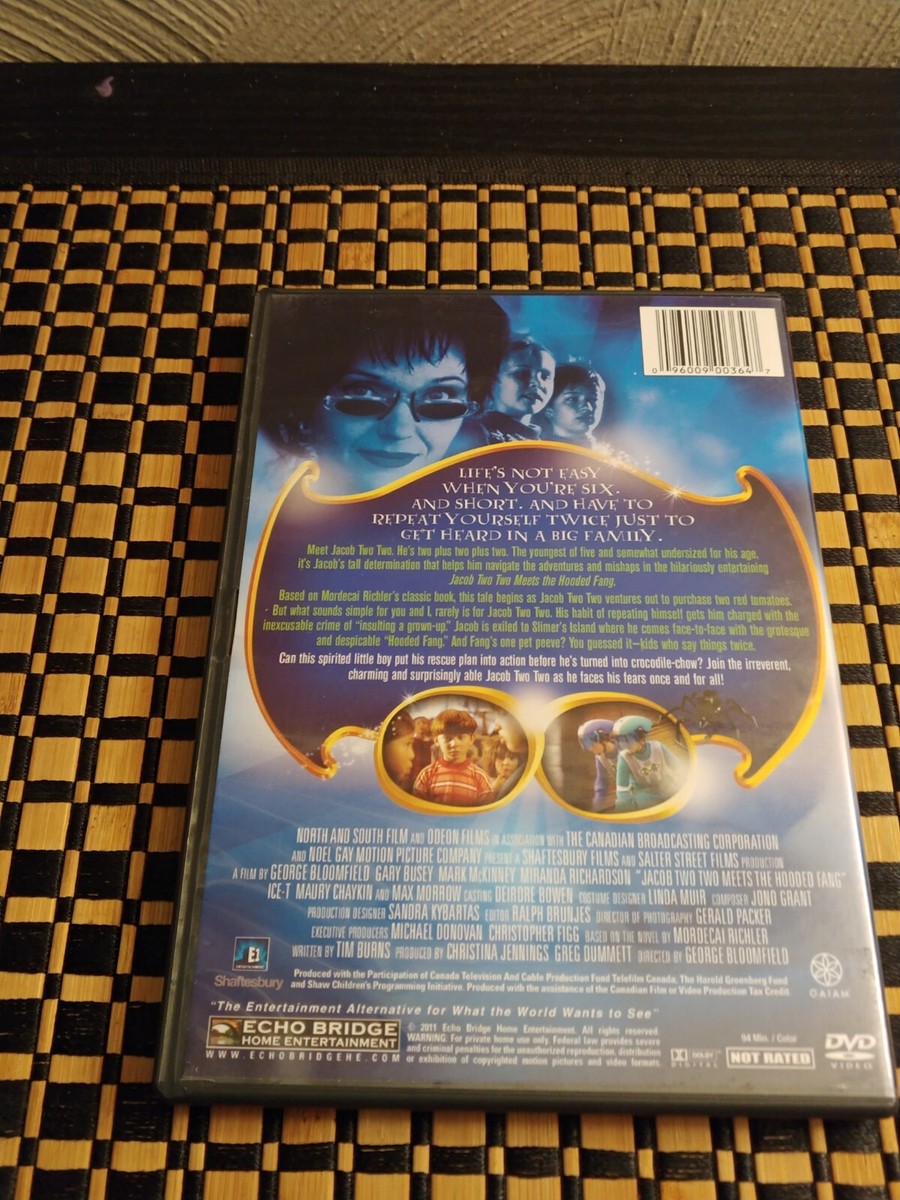 0 96009 00364 7
LIFE'S NOT EASY
WHEN YOU'RE SIX.
AND SHORT. AND HAVE TO
REPEAT YOURSELF TWICE JUST TO
GET HEARD IN A BIG FAMILY.
Meet Jacob Two Two. He's two plus two plus two. The youngest of five and somewhat undersized for his age,
it's Jacob's tall determination that helps him navigate the adventures and mishaps in the hilariously entertaining
Jacob Two Two Meets the Hooded Fang.
Based on Mordecai Richler's classic book, this tale begins as Jacob Two Two ventures out to purchase two red tomatoes.
But what sounds simple for you and I, rarely is for Jacob Two Two. His habit of repeating himself gets him charged with the
inexcusable crime of "insulting a grown-up." Jacob is exiled to Slimer's Island where he comes face-to-face with the grotesque
and despicable "Hooded Fang." And Fang's one pet peeve? You guessed it—kids who say things twice.
Can this spirited little boy put his rescue plan into action before he's turned into crocodile-chow? Join the irreverent,
charming and surprisingly able Jacob Two Two as he faces his fears once and for all!
NORTH AND SOUTH FILM AND ODEON FILMS IN ASSOCIATION WITH THE CANADIAN BROADCASTING CORPORATION
AND NOEL GAY MOTION PICTURE COMPANY PRESENT A SHAFTESBURY FILMS AND SALTER STREET FILMS PRODUCTION
A FILM BY GEORGE BLOOMFIELD GARY BUSEY MARK McKINNEY MIRANDA RICHARDSON "JACOB TWO TWO MEETS THE HOODED FANG"
ICE-T MAURY CHAYKIN AND MAX MORROW CASTING DEIRDRE BOWEN COSTUME DESIGNER LINDA MUIR COMPOSER JONO GRANT
PRODUCTION DESIGNER SANDRA KYBARTAS EDITOR RALPH BRUNJES DIRECTOR OF PHOTOGRAPHY GERALD PACKER
EXECUTIVE PRODUCERS MICHAEL DONOVAN CHRISTOPHER FIGG BASED ON THE NOVEL BY MORDECAI RICHLER
WRITTEN BY TIM BURNS PRODUCED BY CHRISTINA JENNINGS GREG DUMMETT DIRECTED BY GEORGE BLOOMFIELD
E1
ENTERTAINMENT
Shaftesbury
Produced with the Participation of Canada Television And Cable Production Fund Telefilm Canada, The Harold Greenberg Fund
and Shaw Children's Programming Initiative. Produced with the assistance of the Canadian Film or Video Production Tax Credit
GAIAM
"The Entertainment Alternative for What the World Wants to See"
ECHO BRIDGE
HOME ENTERTAINMENT
WWW.ECHOBRIDGEHE.COM
© 2011 Echo Bridge Home Entertainment. All rights reserved.
WARNING: For private home use only. Federal law provides severe
and criminal penalties for the unauthorized reproduction, distribution
or exhibition of copyrighted motion pictures and video formats
94 Min. / Color
DOLBY
DIGITAL
NOT RATED
DVD
VIDEO